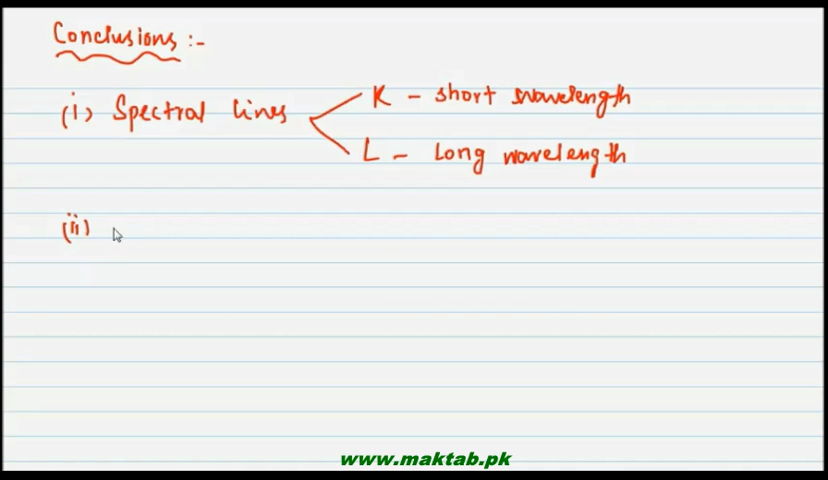 Conclusions :-
(i) Spectral lines
K - short wavelength
L - Long wavelength
(ii)
www.maktab.pk